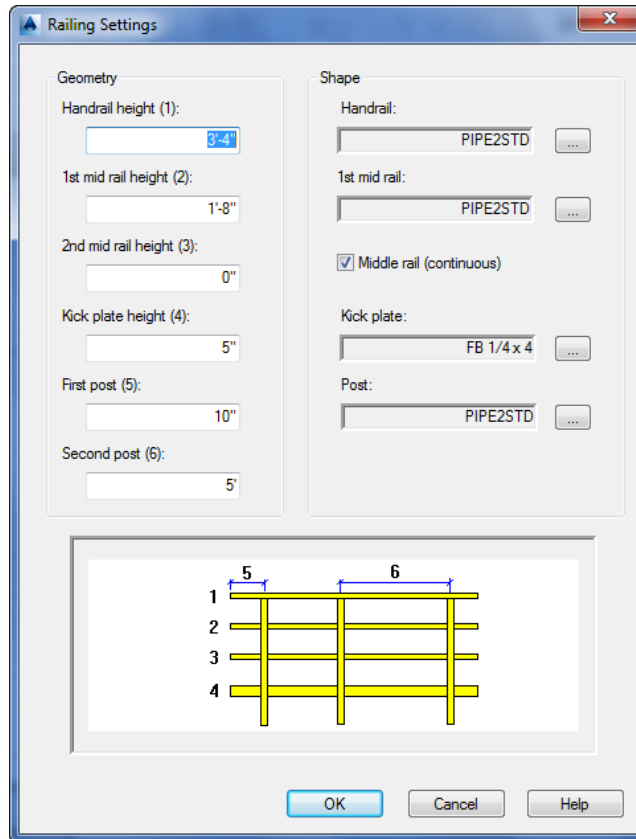 Railing Settings
Geometry
Handrail height (1):
3'-4"
1st mid rail height (2):
1'-8"
2nd mid rail height (3):
0"
Kick plate height (4):
5"
First post (5):
10"
Second post (6):
5'
Shape
Handrail:
PIPE2STD ...
1st mid rail:
PIPE2STD ...
Middle rail (continuous)
Kick plate:
FB 1/4 x 4 ...
Post:
PIPE2STD ...
5 6
1
2
3
4
OK Cancel Help